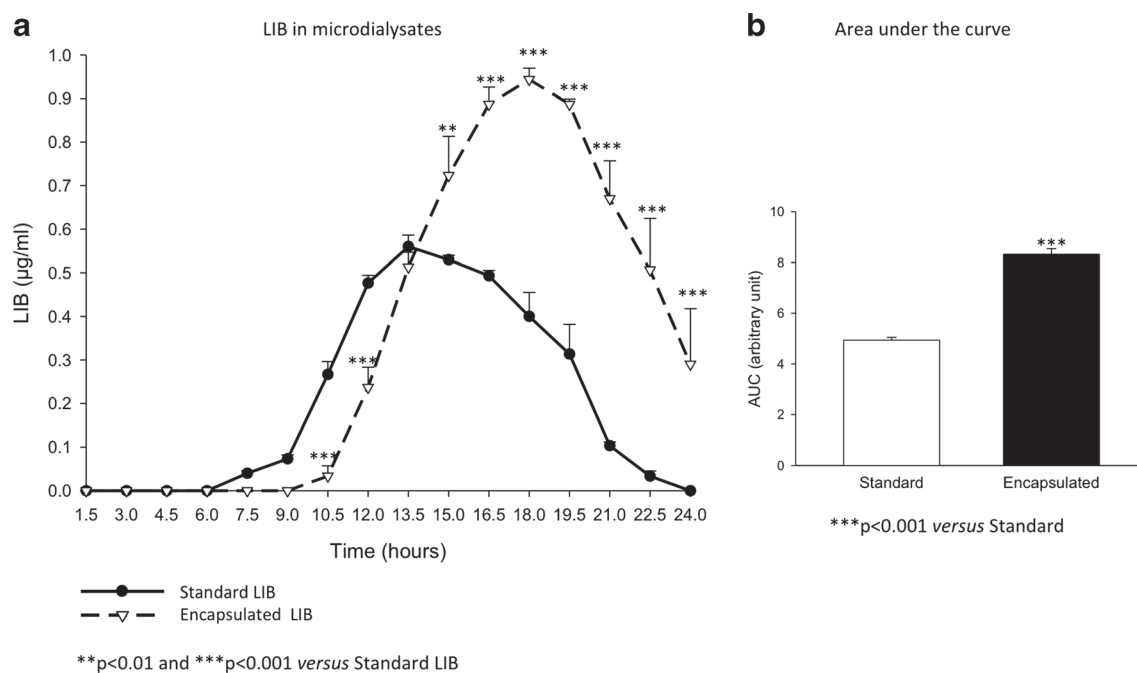 a
LIB in microdialysates
1.0
0.9
0.8
0.7
0.6
0.5
0.4
0.3
0.2
0.1
0.0
LIB (µg/ml)
***
***
**
***
***
***
***
***
***
1.5 3.0 4.5 6.0 7.5 9.0 10.5 12.0 13.5 15.0 16.5 18.0 19.5 21.0 22.5 24.0
Time (hours)
Standard LIB
Encapsulated LIB
**p<0.01 and ***p<0.001 versus Standard LIB
b
Area under the curve
10
8
6
4
2
0
AUC (arbitrary unit)
***
Standard Encapsulated
***p<0.001 versus Standard